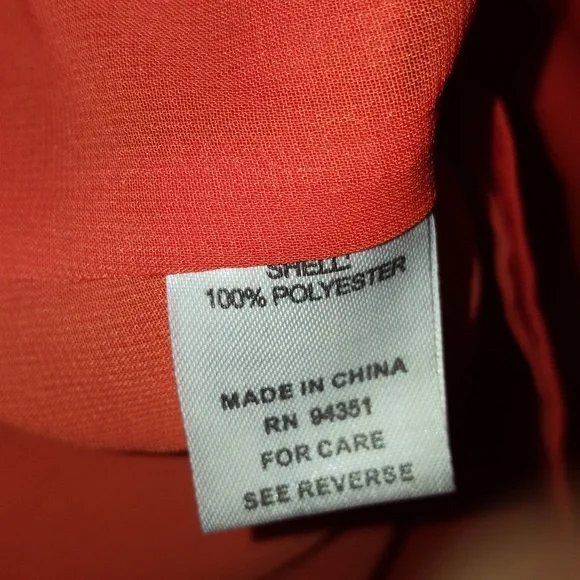 SHELL:
100% POLYESTER
MADE IN CHINA
RN 94351
FOR CARE
SEE REVERSE